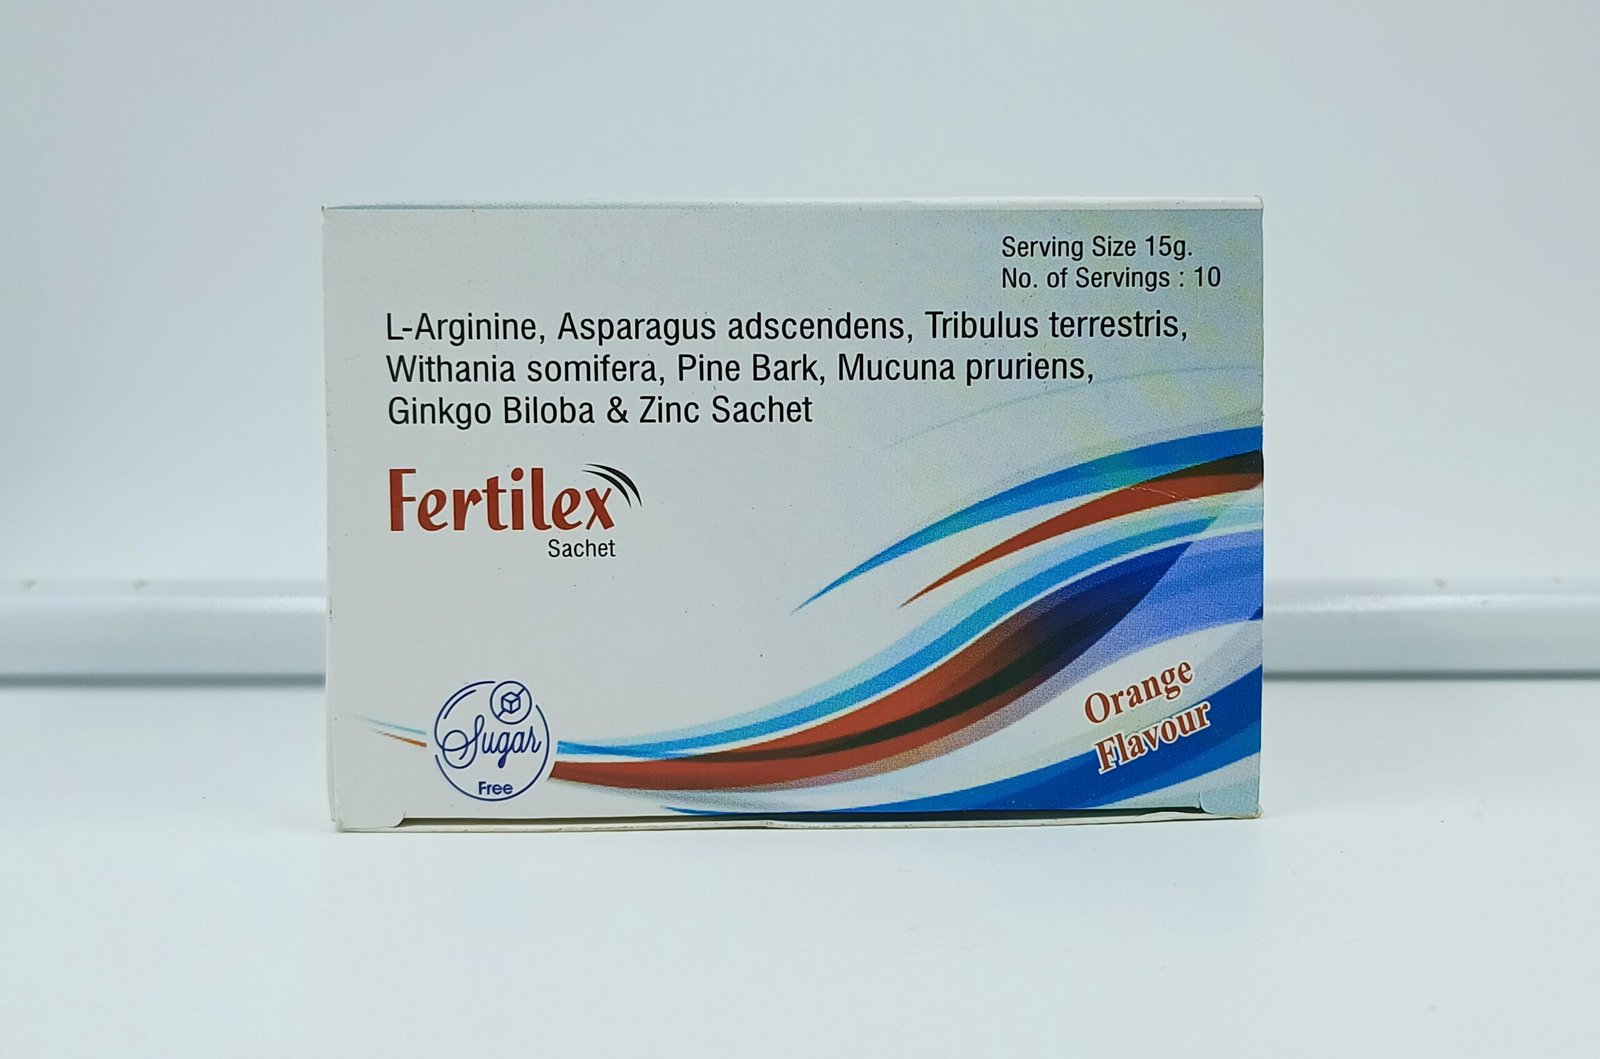 Serving Size 15g.
No. of Servings : 10
L-Arginine, Asparagus adscendens, Tribulus terrestris,
Withania somifera, Pine Bark, Mucuna pruriens,
Ginkgo Biloba & Zinc Sachet
Fertilex
Sachet
Sugar
Free
Orange
Flavour